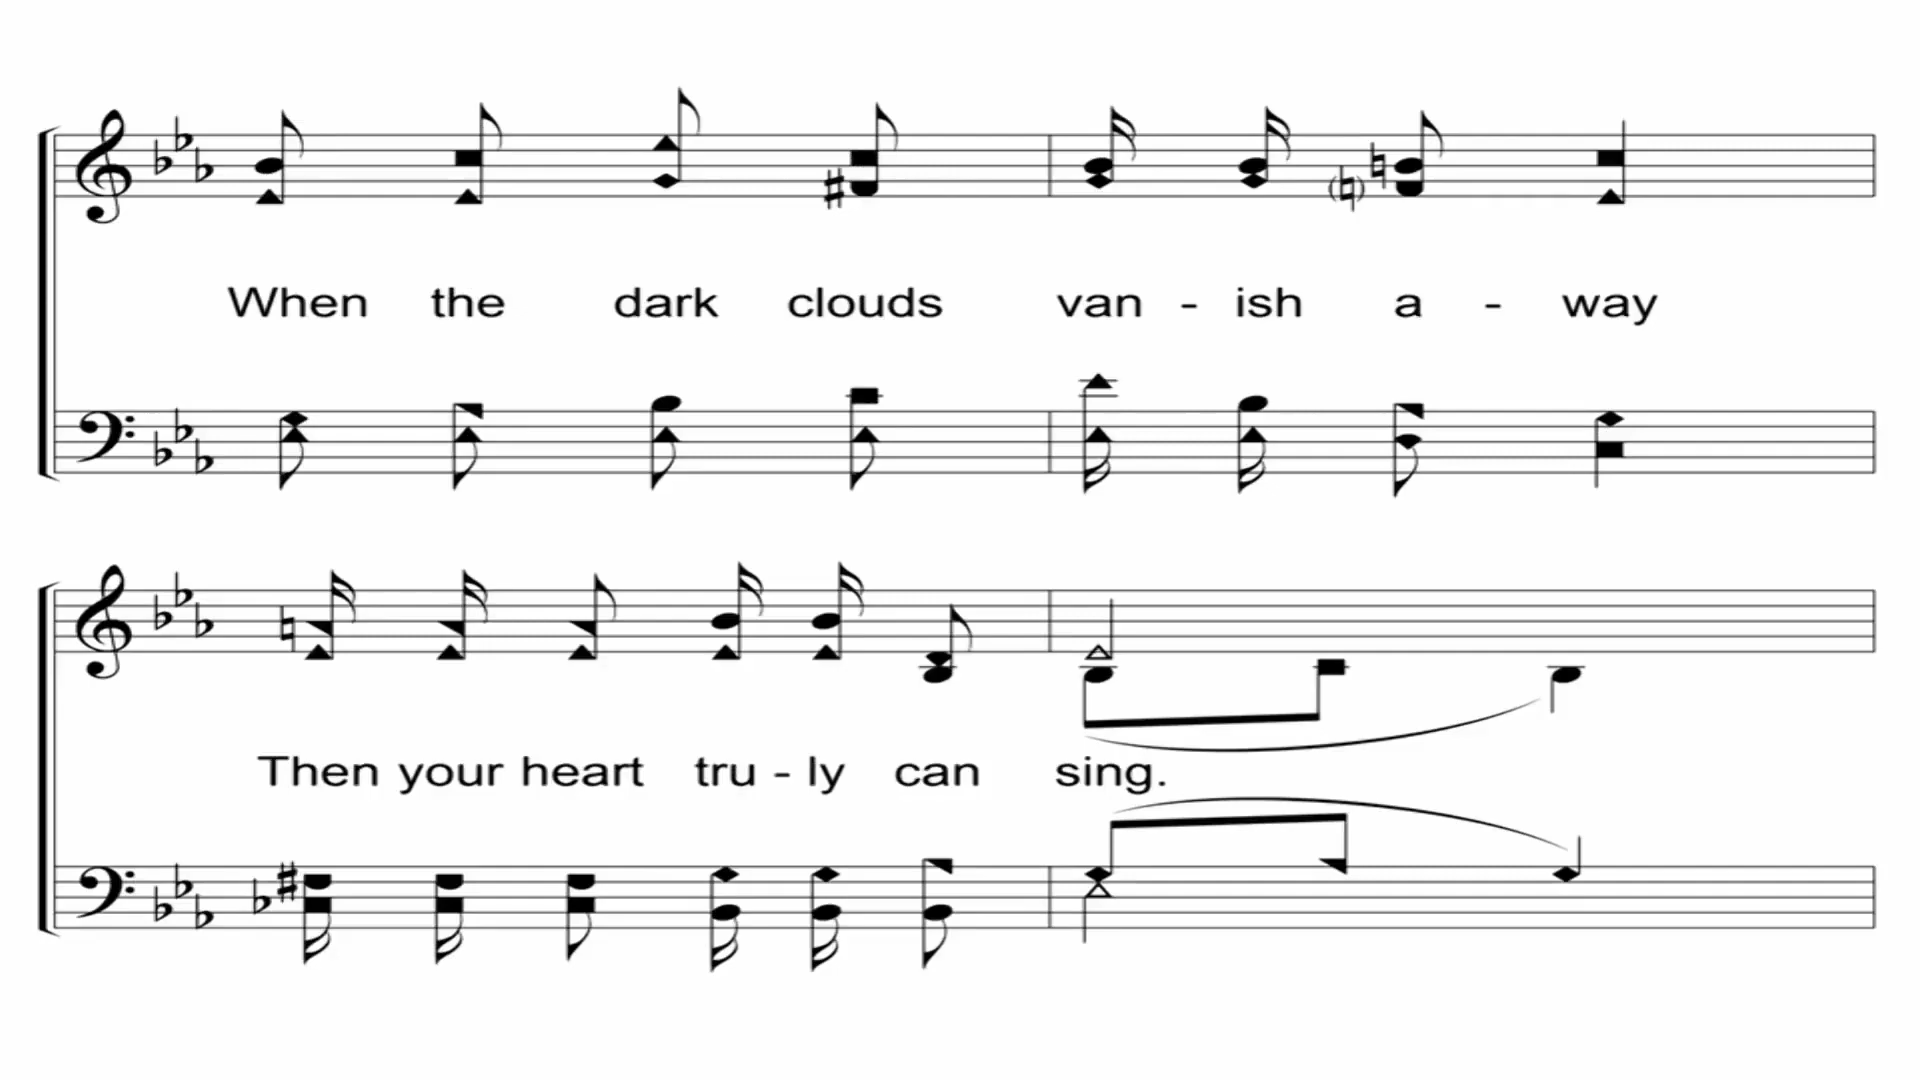 When the dark clouds van - ish a - way
Then your heart tru - ly can sing.